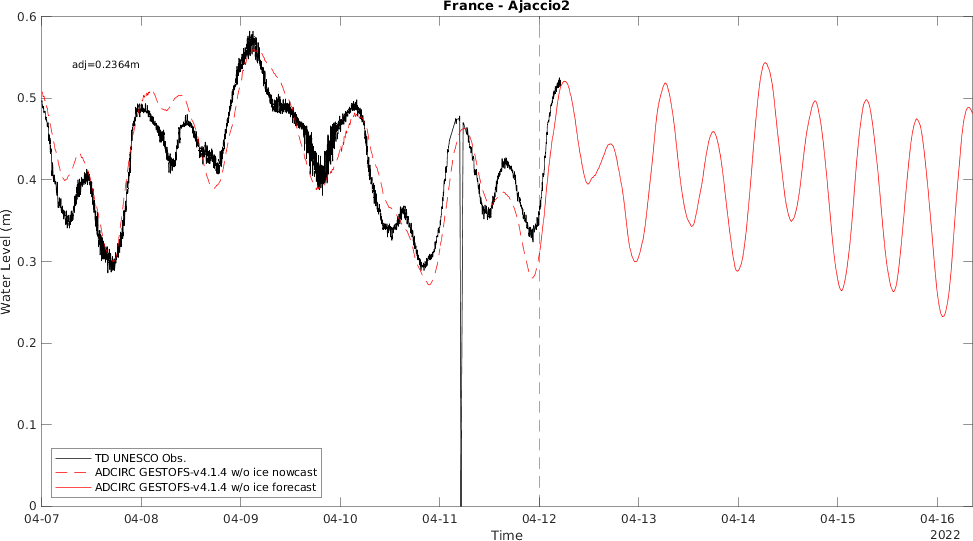 France - Ajaccio2
0.6
adj=0.2364m
0.5
0.4
0.3
0.2
0.1
0
Water Level (m)
TD UNESCO Obs.
ADCIRC GESTOFS-v4.1.4 w/o ice nowcast
ADCIRC GESTOFS-v4.1.4 w/o ice forecast
04-07 04-08 04-09 04-10 04-11 04-12 04-13 04-14 04-15 04-16
Time
2022